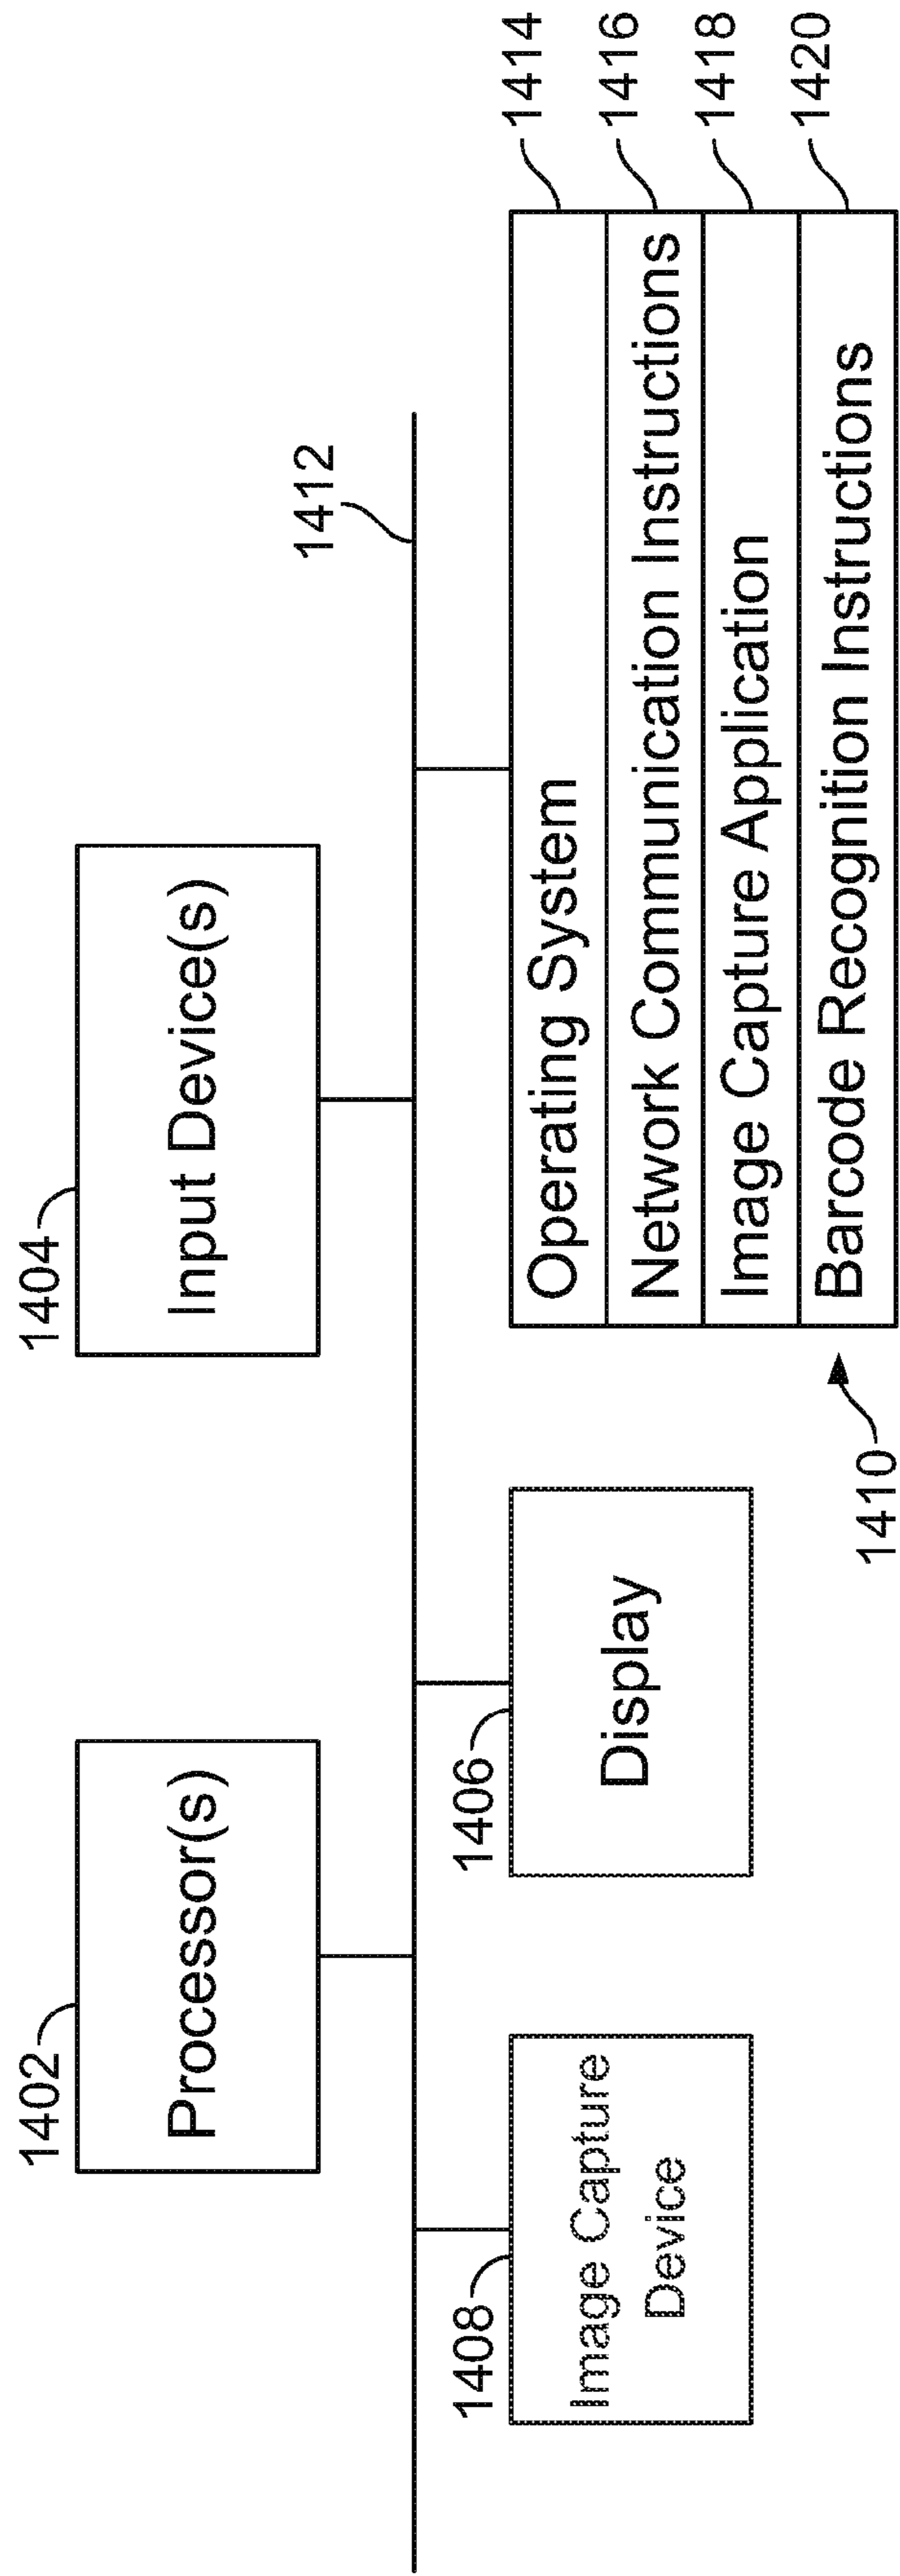 1402
Processor(s)
1404
Input Device(s)
1412
1408
Image Capture
Device
1406
Display
1410
Operating System
1414
Network Communication Instructions
1416
Image Capture Application
1418
Barcode Recognition Instructions
1420